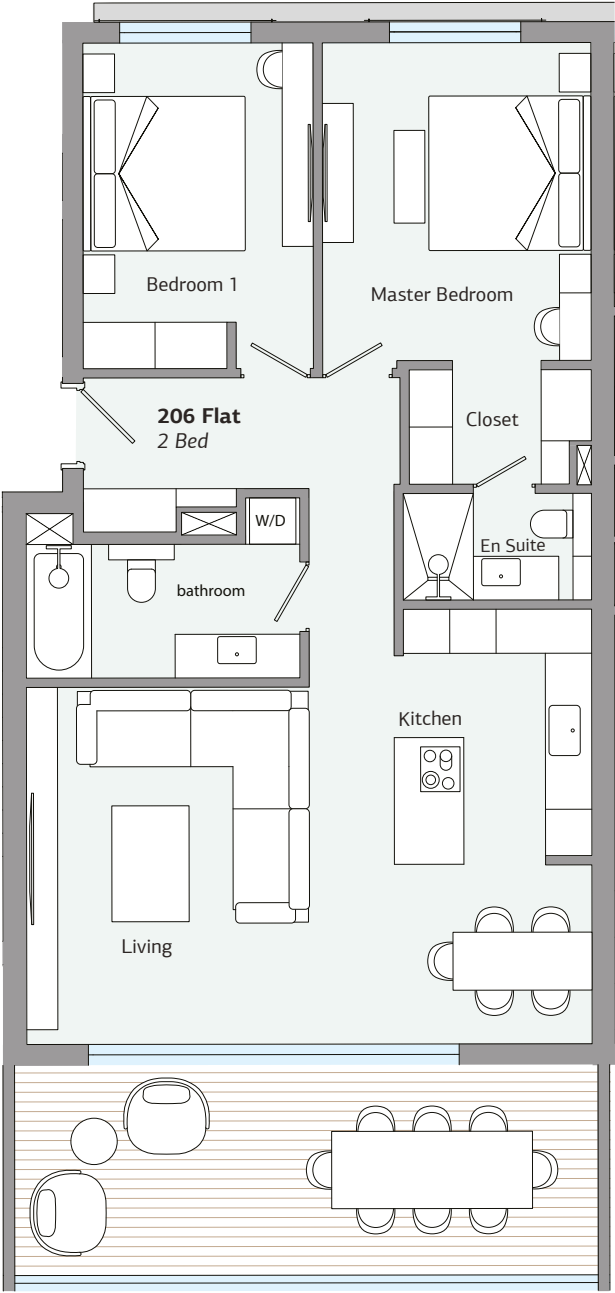 Bedroom 1
Master Bedroom
206 Flat
2 Bed
Closet
W/D
En Suite
bathroom
Kitchen
Living